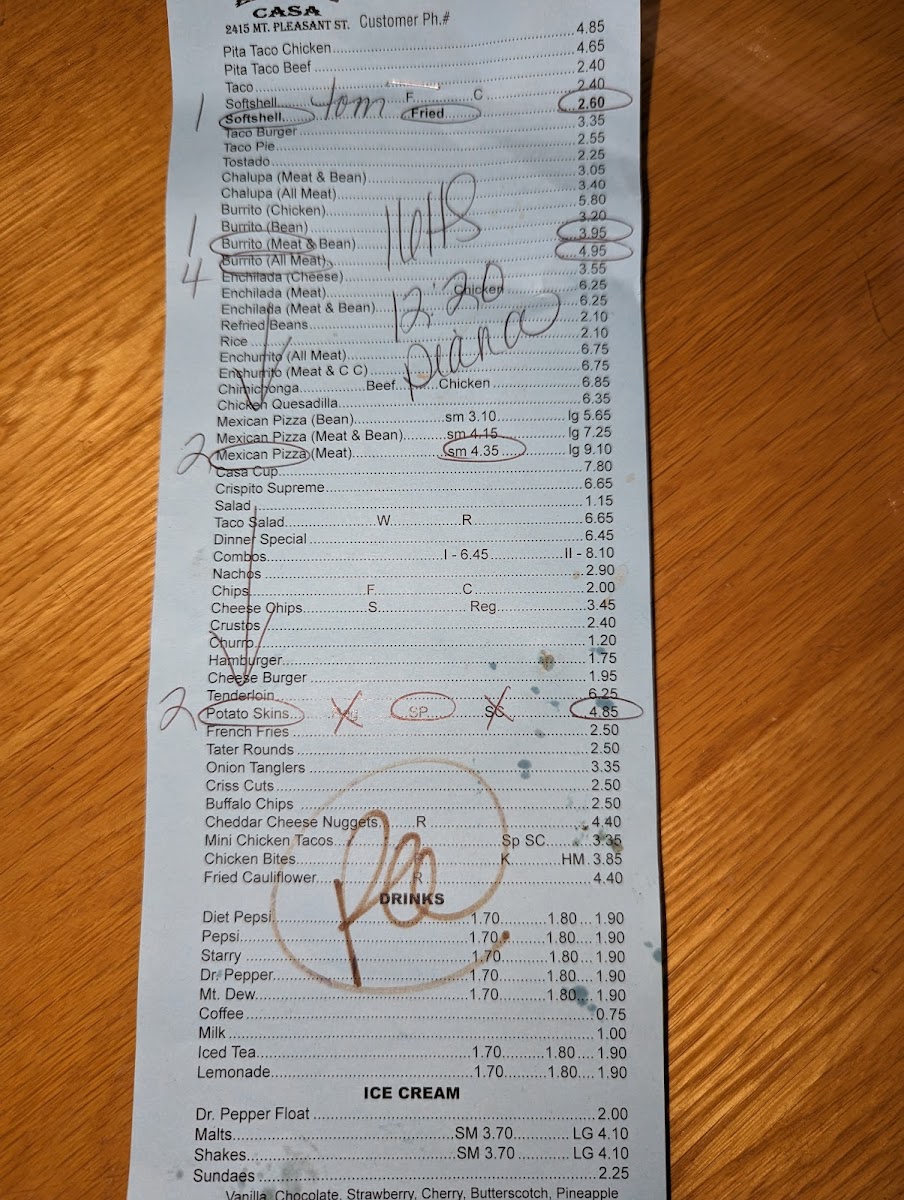 CASA
2415 MT. PLEASANT ST. Customer Ph.#
Pita Taco Chicken 4.85
Pita Taco Beef 4.65
Taco 2.40
Softshell F C 2.40
1 Softshell Tom Fried 2.60
Taco Burger 3.35
Taco Pie 2.55
Tostado 2.25
Chalupa (Meat & Bean) 3.05
Chalupa (All Meat) 3.40
Burrito (Chicken) 5.80
Burrito (Bean) 3.20
1 Burrito (Meat & Bean) 3.95
4 Burrito (All Meat) 4.95
Enchilada (Cheese) 3.55
Enchilada (Meat) Chicken 6.25
Enchilada (Meat & Bean) 6.25
12:20
Refried Beans 2.10
Rice 2.10
Enchurrito (All Meat) 6.75
Enchurrito (Meat & C C) 6.75
Chimichonga Beef Chicken 6.85
Chicken Quesadilla 6.35
Mexican Pizza (Bean) sm 3.10 lg 5.65
Mexican Pizza (Meat & Bean) sm 4.15 lg 7.25
2 Mexican Pizza (Meat) sm 4.35 lg 9.10
Casa Cup 7.80
Crispito Supreme 6.65
Salad 1.15
Taco Salad W R 6.65
Dinner Special 6.45
Combos I - 6.45 II - 8.10
Nachos 2.90
Chips F C 2.00
Cheese Chips S Reg 3.45
Crustos 2.40
Churro 1.20
Hamburger 1.75
Cheese Burger 1.95
Tenderloin 6.25
2 Potato Skins SP SC 4.85
French Fries 2.50
Tater Rounds 2.50
Onion Tanglers 3.35
Criss Cuts 2.50
Buffalo Chips 2.50
Cheddar Cheese Nuggets R 4.40
Mini Chicken Tacos Sp SC 3.35
Chicken Bites K HM 3.85
Fried Cauliflower R 4.40
DRINKS
Diet Pepsi 1.70 1.80 1.90
Pepsi 1.70 1.80 1.90
Starry 1.70 1.80 1.90
Dr. Pepper 1.70 1.80 1.90
Mt. Dew 1.70 1.80 1.90
Coffee 0.75
Milk 1.00
Iced Tea 1.70 1.80 1.90
Lemonade 1.70 1.80 1.90
ICE CREAM
Dr. Pepper Float 2.00
Malts SM 3.70 LG 4.10
Shakes SM 3.70 LG 4.10
Sundaes 2.25
Vanilla, Chocolate, Strawberry, Cherry, Butterscotch, Pineapple